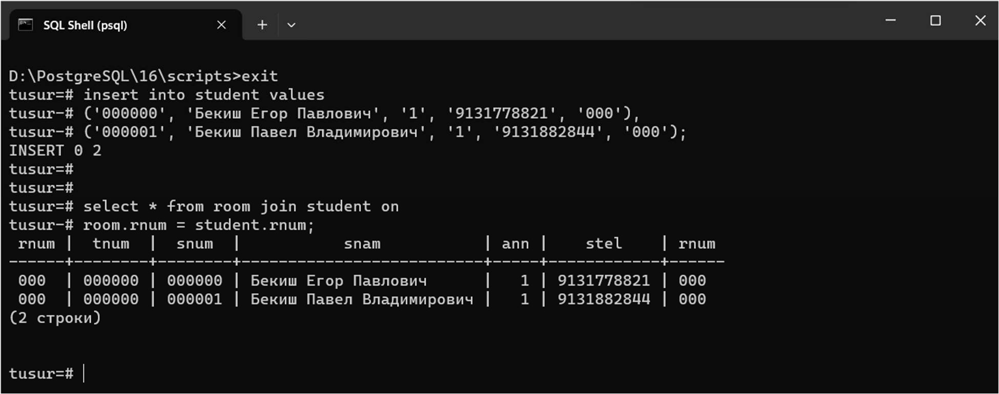 SQL Shell (psql)
D:\PostgreSQL\16\scripts>exit
tusur=# insert into student values
tusur-# ('000000', 'Бекиш Егор Павлович', '1', '9131778821', '000'),
tusur-# ('000001', 'Бекиш Павел Владимирович', '1', '9131882844', '000');
INSERT 0 2
tusur=#
tusur=#
tusur=# select * from room join student on
tusur-# room.rnum = student.rnum;
 rnum |  tnum  |  snum  |           snam           | ann |    stel    | rnum
------+--------+--------+--------------------------+-----+------------+------
 000  | 000000 | 000000 | Бекиш Егор Павлович      |   1 | 9131778821 | 000
 000  | 000000 | 000001 | Бекиш Павел Владимирович |   1 | 9131882844 | 000
(2 строки)
tusur=#